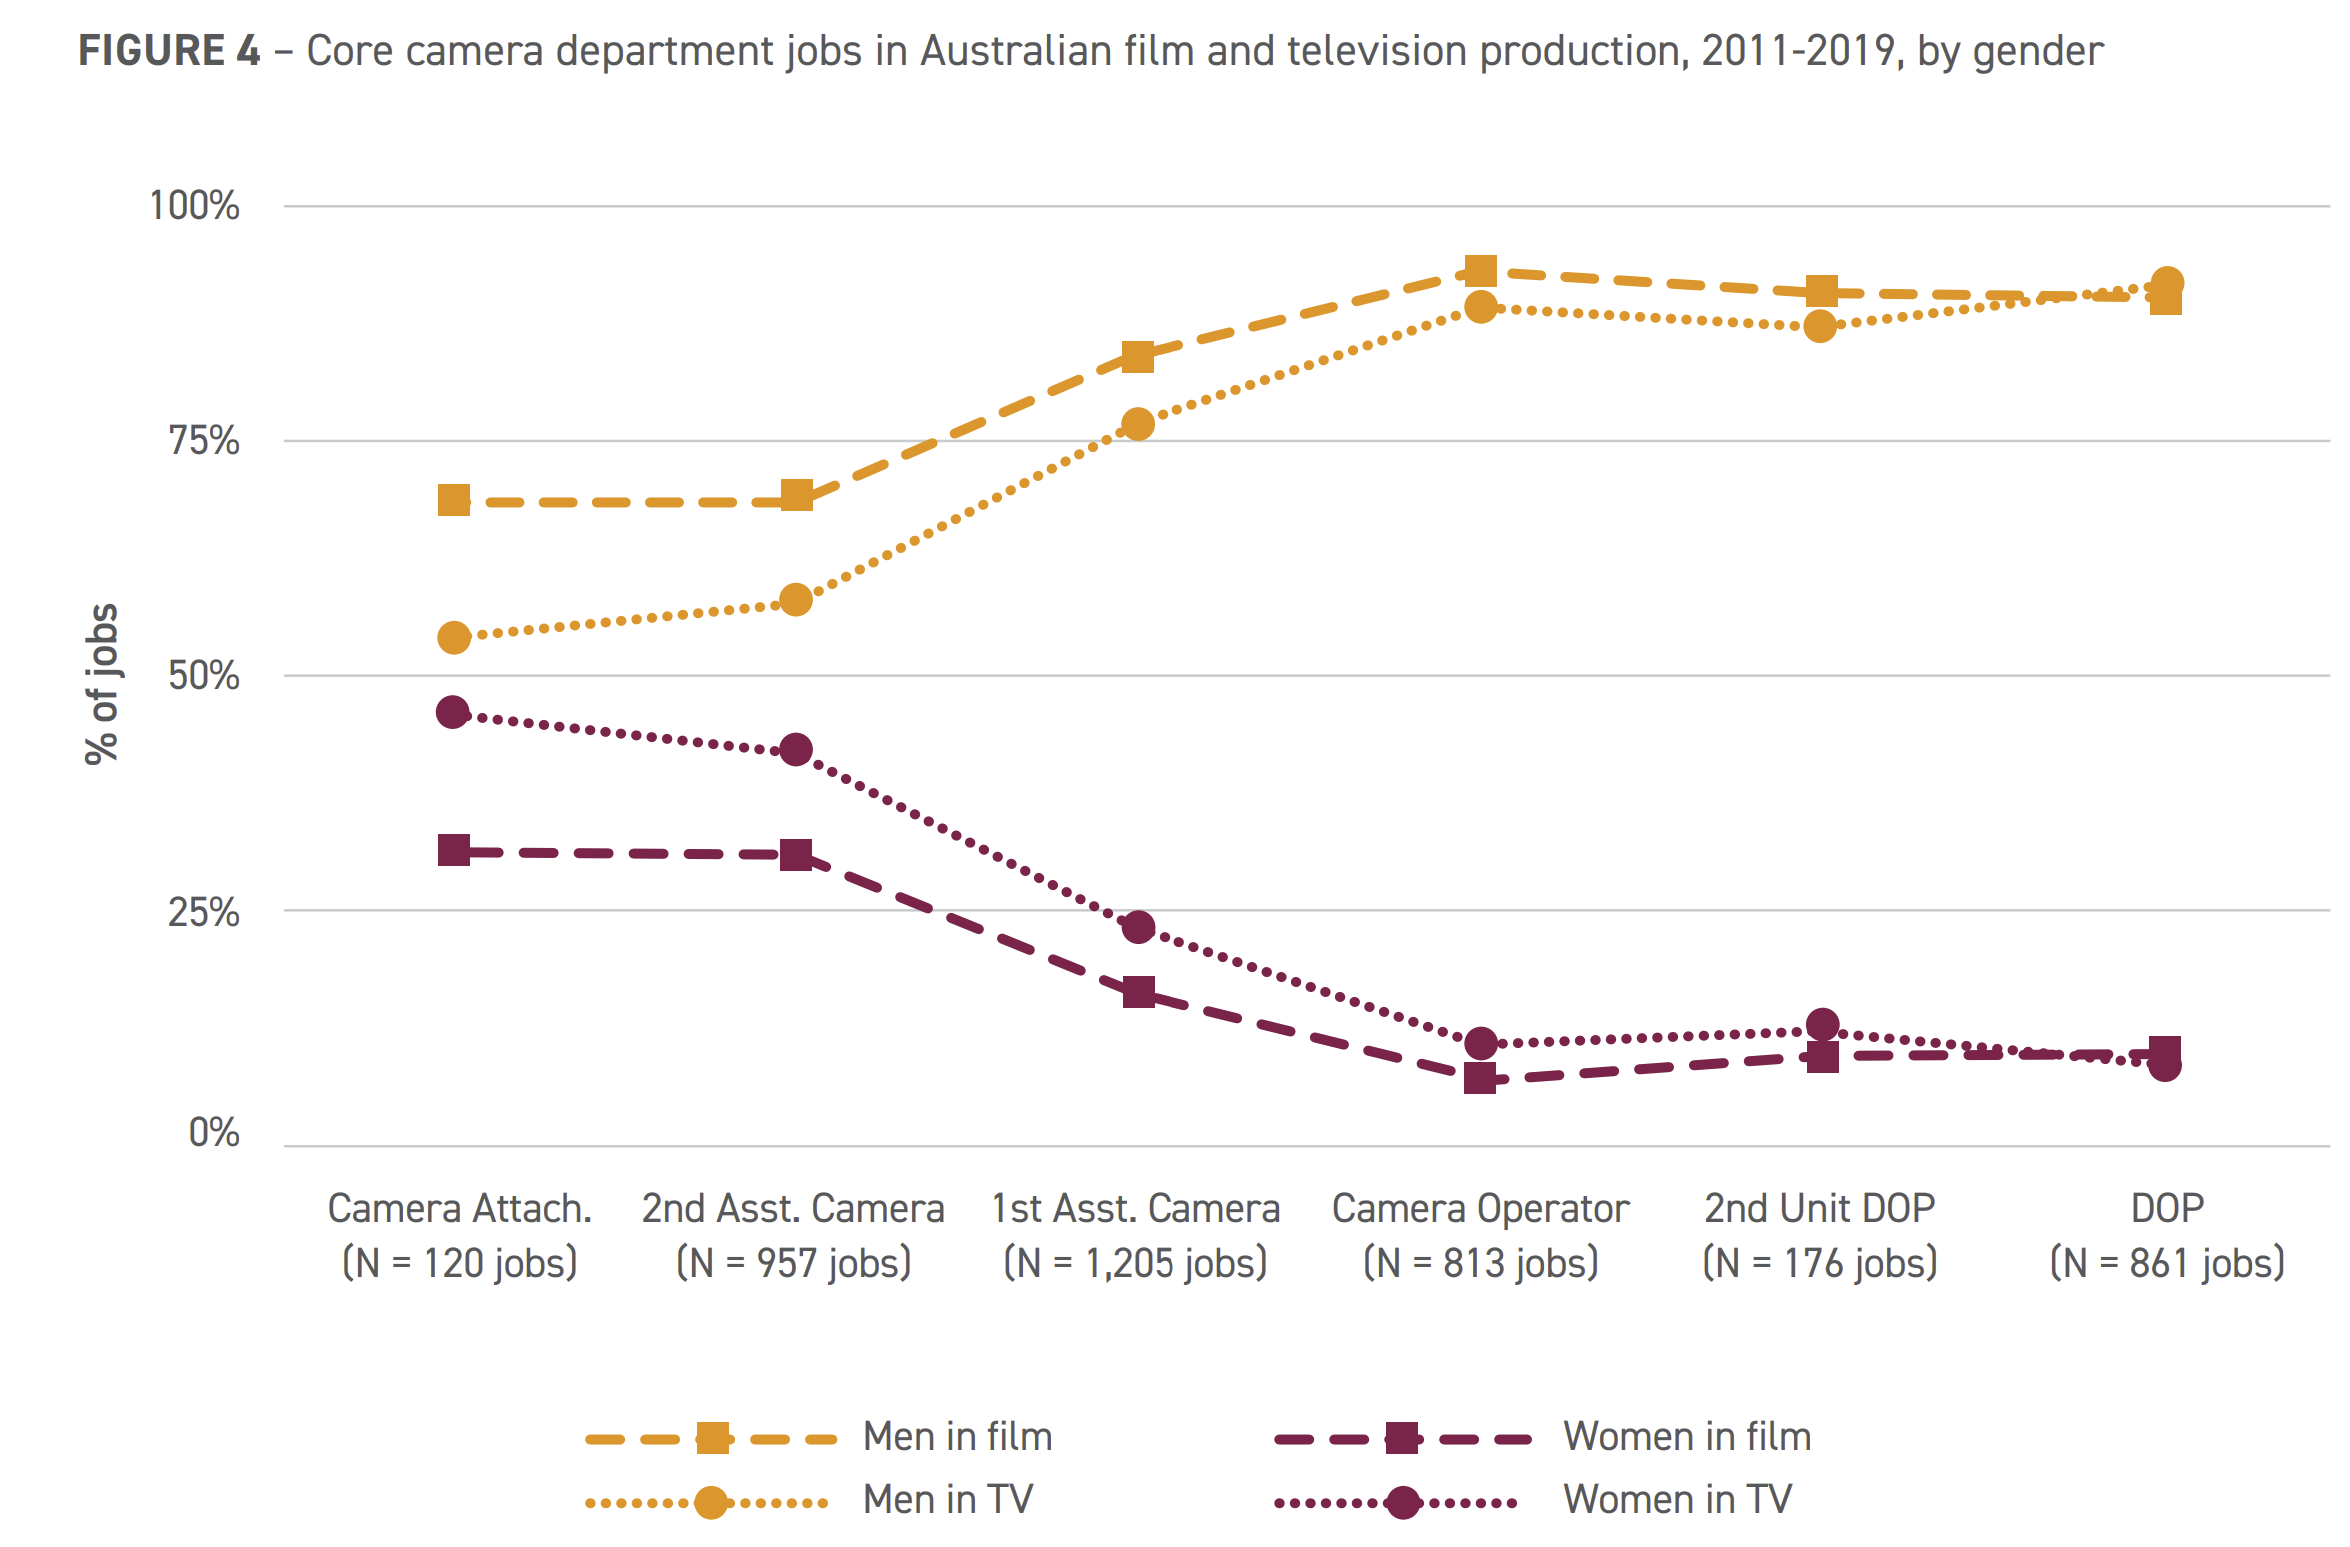 FIGURE 4 – Core camera department jobs in Australian film and television production, 2011-2019, by gender
100%
75%
50%
25%
0%
% of jobs
Camera Attach.
(N = 120 jobs)
2nd Asst. Camera
(N = 957 jobs)
1st Asst. Camera
(N = 1,205 jobs)
Camera Operator
(N = 813 jobs)
2nd Unit DOP
(N = 176 jobs)
DOP
(N = 861 jobs)
Men in film
Women in film
Men in TV
Women in TV